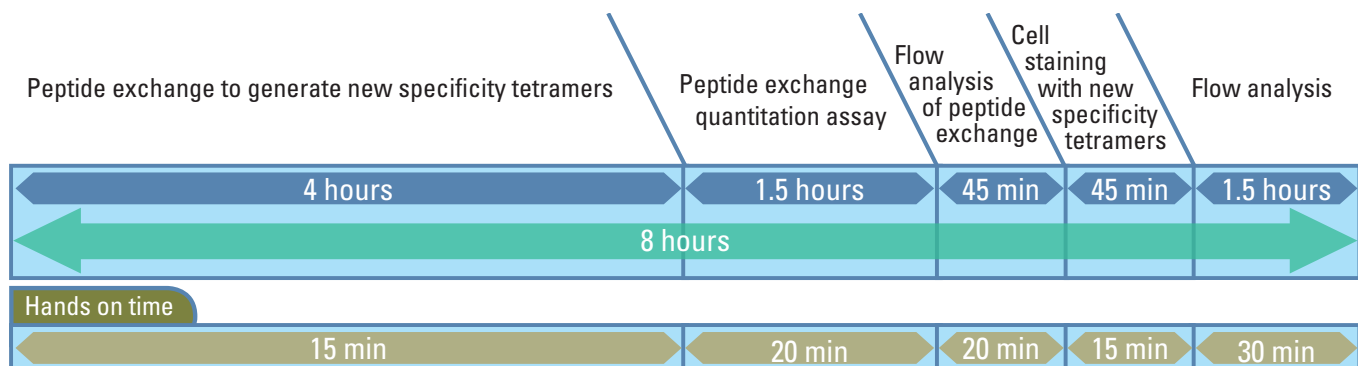 Peptide exchange to generate new specificity tetramers
Peptide exchange
quantitation assay
Flow
analysis
of peptide
exchange
Cell
staining
with new
specificity
tetramers
Flow analysis
4 hours
1.5 hours
45 min
45 min
1.5 hours
8 hours
Hands on time
15 min
20 min
20 min
15 min
30 min